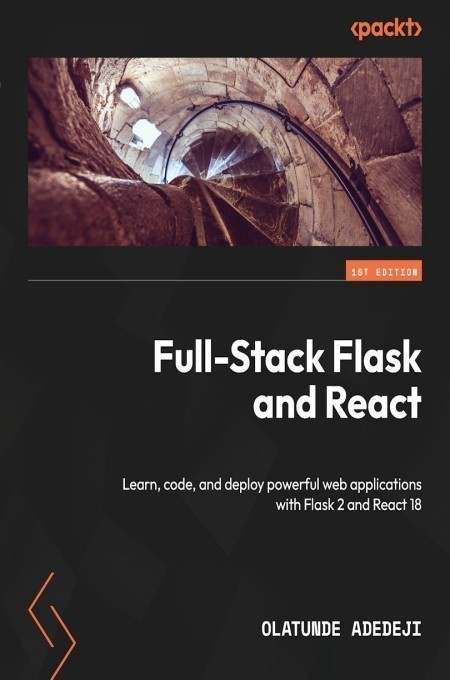 <packt>
1ST EDITION
Full-Stack Flask
and React
Learn, code, and deploy powerful web applications
with Flask 2 and React 18
OLATUNDE ADEDEJI